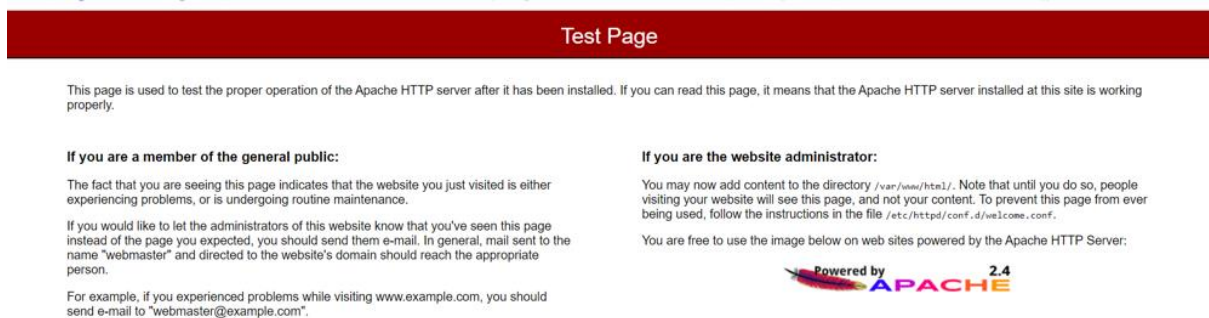 Test Page
This page is used to test the proper operation of the Apache HTTP server after it has been installed. If you can read this page, it means that the Apache HTTP server installed at this site is working
properly.
If you are a member of the general public:
The fact that you are seeing this page indicates that the website you just visited is either
experiencing problems, or is undergoing routine maintenance.
If you would like to let the administrators of this website know that you've seen this page
instead of the page you expected, you should send them e-mail. In general, mail sent to the
name "webmaster" and directed to the website's domain should reach the appropriate
person.
For example, if you experienced problems while visiting www.example.com, you should
send e-mail to "webmaster@example.com".
If you are the website administrator:
You may now add content to the directory /var/www/html/. Note that until you do so, people
visiting your website will see this page, and not your content. To prevent this page from ever
being used, follow the instructions in the file /etc/httpd/conf.d/welcome.conf.
You are free to use the image below on web sites powered by the Apache HTTP Server:
Powered by 2.4
APACHE